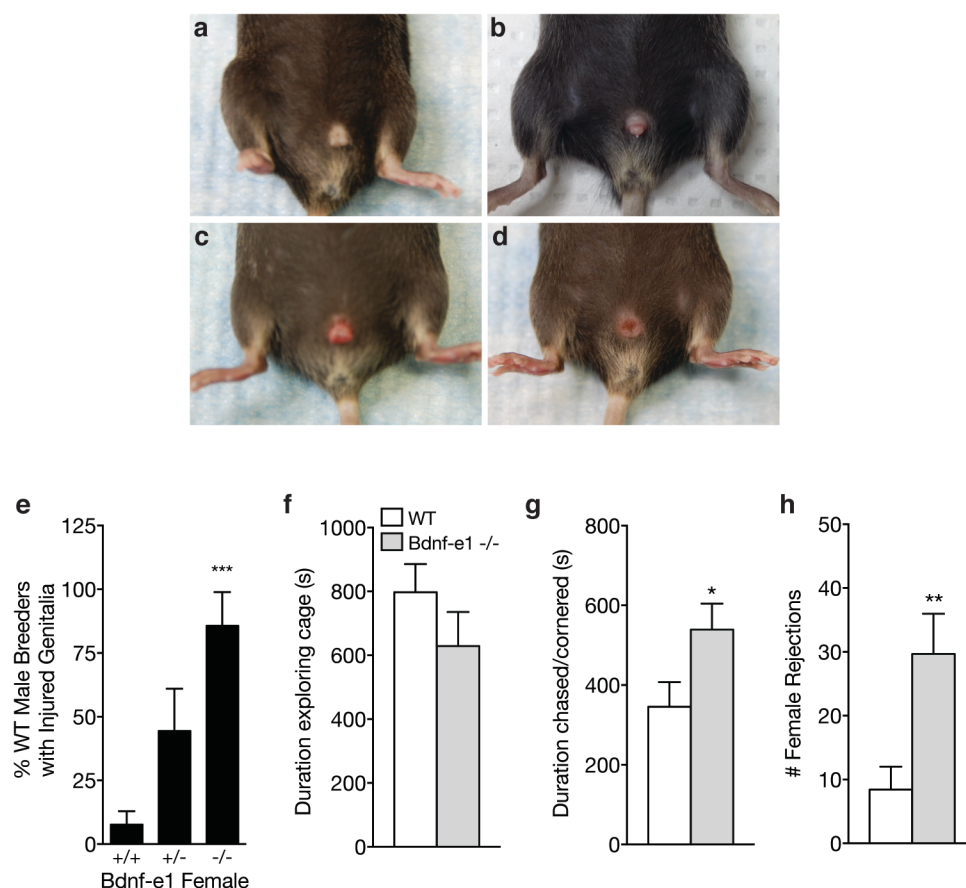 a
b
c
d
e
% WT Male Breeders
with Injured Genitalia
125
100
75
50
25
0
***
+/+ +/- -/-
Bdnf-e1 Female
f
Duration exploring cage (s)
1000
800
600
400
200
0
WT
Bdnf-e1 -/-
g
Duration chased/cornered (s)
800
600
400
200
0
*
h
# Female Rejections
50
40
30
20
10
0
**